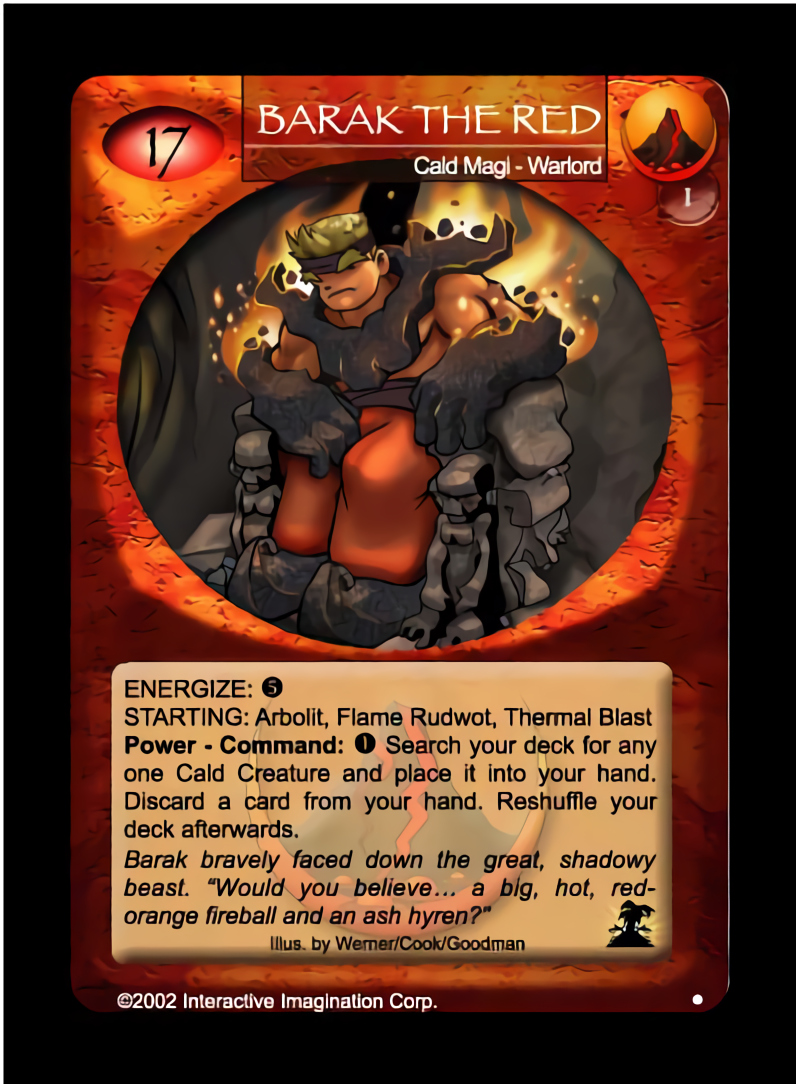 17
BARAK THE RED
Cald Magi - Warlord
1
ENERGIZE: 5
STARTING: Arbolit, Flame Rudwot, Thermal Blast
Power - Command: 1 Search your deck for any
one Cald Creature and place it into your hand.
Discard a card from your hand. Reshuffle your
deck afterwards.
Barak bravely faced down the great, shadowy
beast. "Would you believe... a big, hot, red-
orange fireball and an ash hyren?"
Illus. by Werner/Cook/Goodman
©2002 Interactive Imagination Corp.